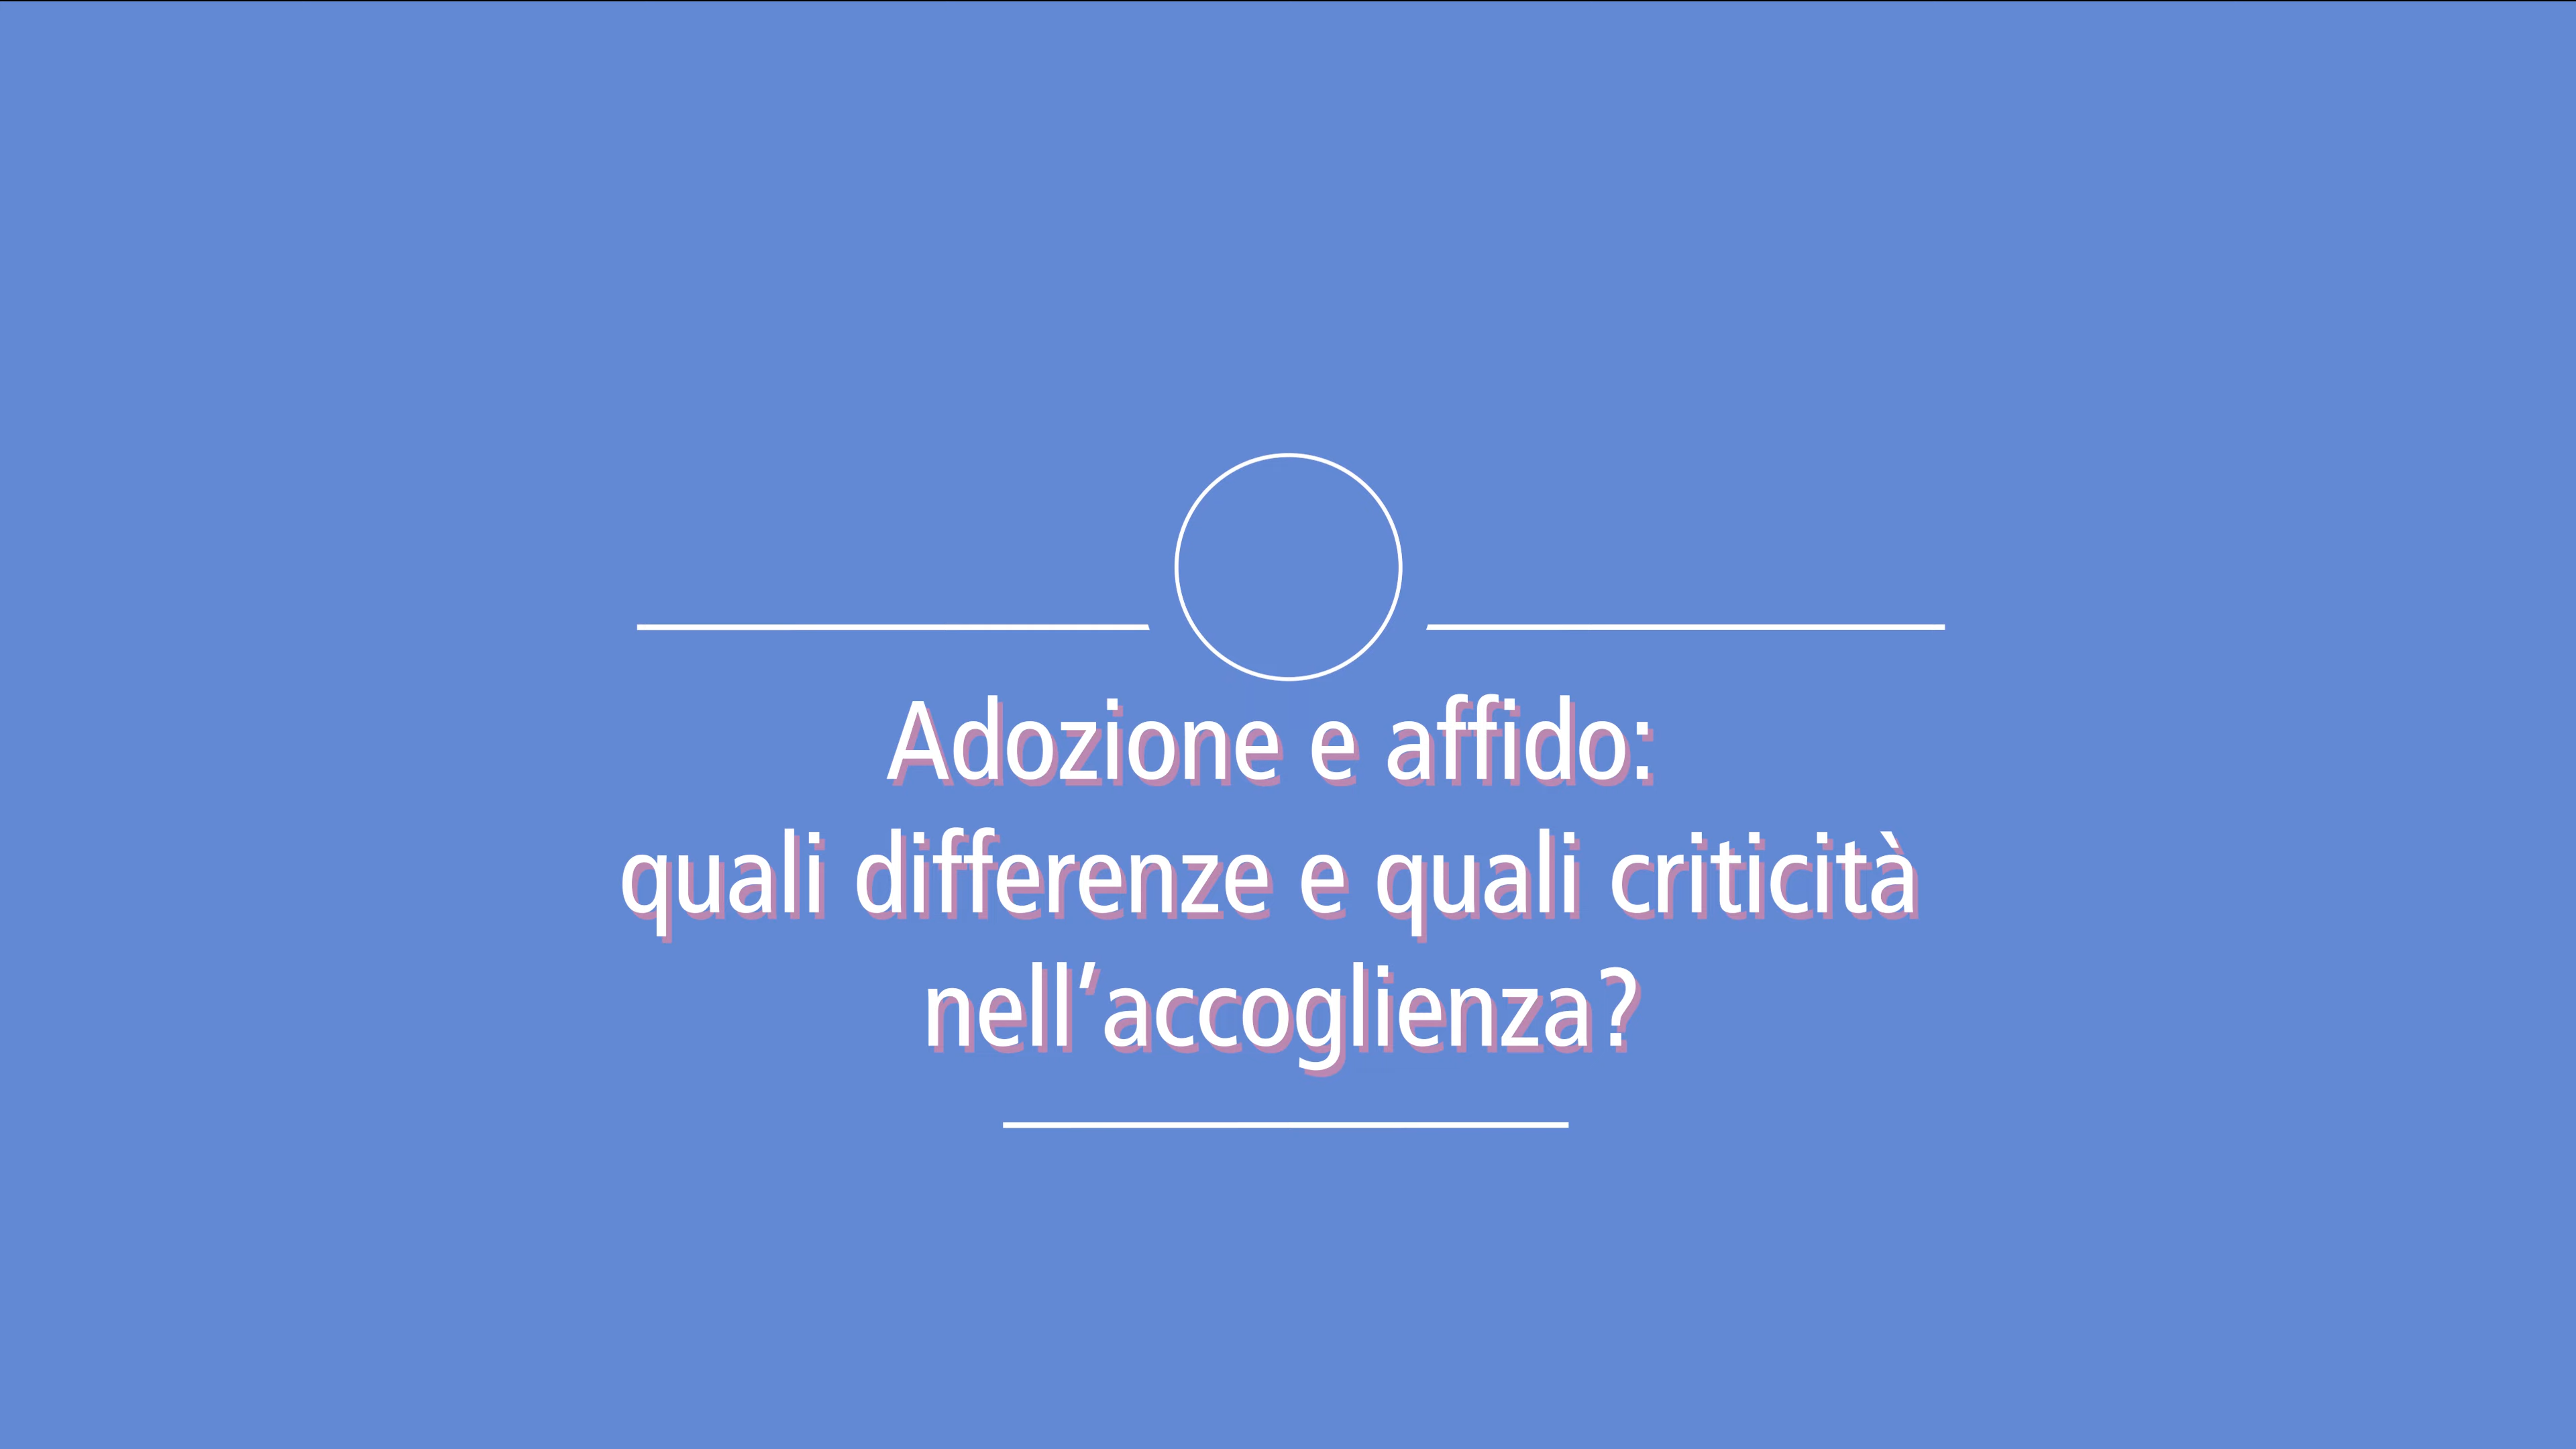 Adozione e affido:
quali differenze e quali criticità
nell’accoglienza?